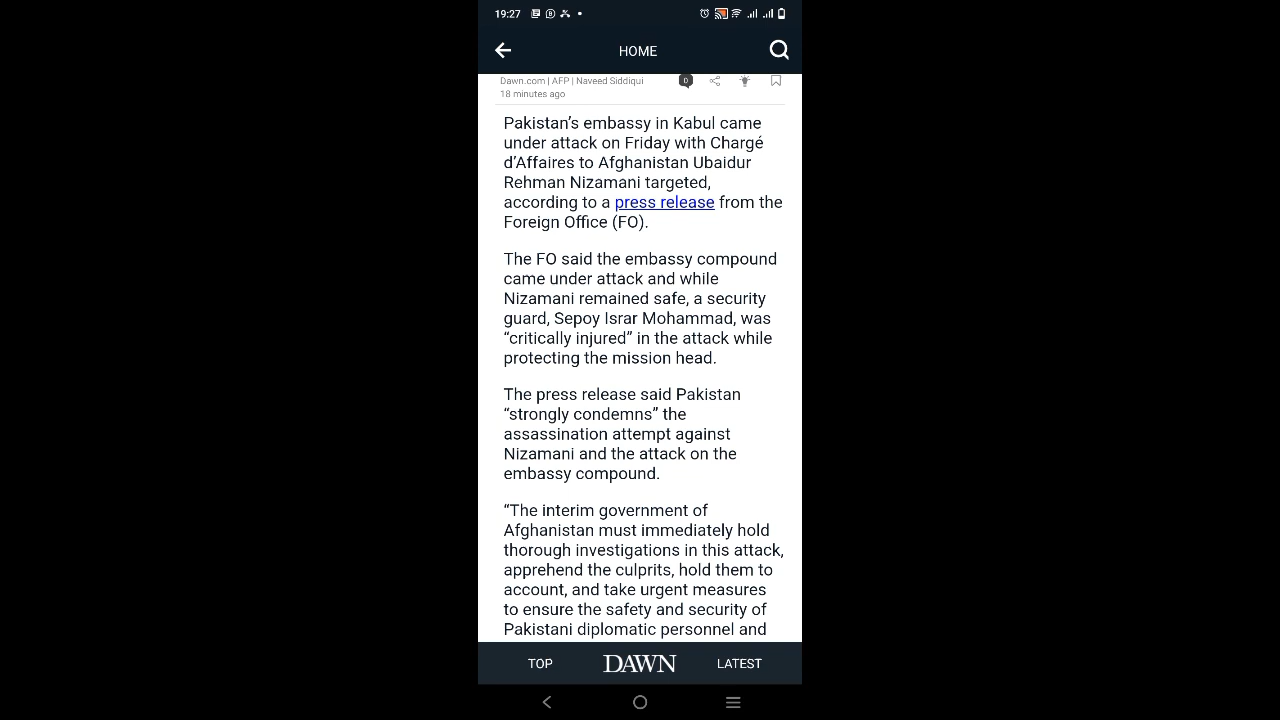 19:27
HOME
Dawn.com | AFP | Naveed Siddiqui
0
18 minutes ago
Pakistan’s embassy in Kabul came
under attack on Friday with Chargé
d’Affaires to Afghanistan Ubaidur
Rehman Nizamani targeted,
according to a press release from the
Foreign Office (FO).
The FO said the embassy compound
came under attack and while
Nizamani remained safe, a security
guard, Sepoy Israr Mohammad, was
“critically injured” in the attack while
protecting the mission head.
The press release said Pakistan
“strongly condemns” the
assassination attempt against
Nizamani and the attack on the
embassy compound.
“The interim government of
Afghanistan must immediately hold
thorough investigations in this attack,
apprehend the culprits, hold them to
account, and take urgent measures
to ensure the safety and security of
Pakistani diplomatic personnel and
TOP
DAWN
LATEST